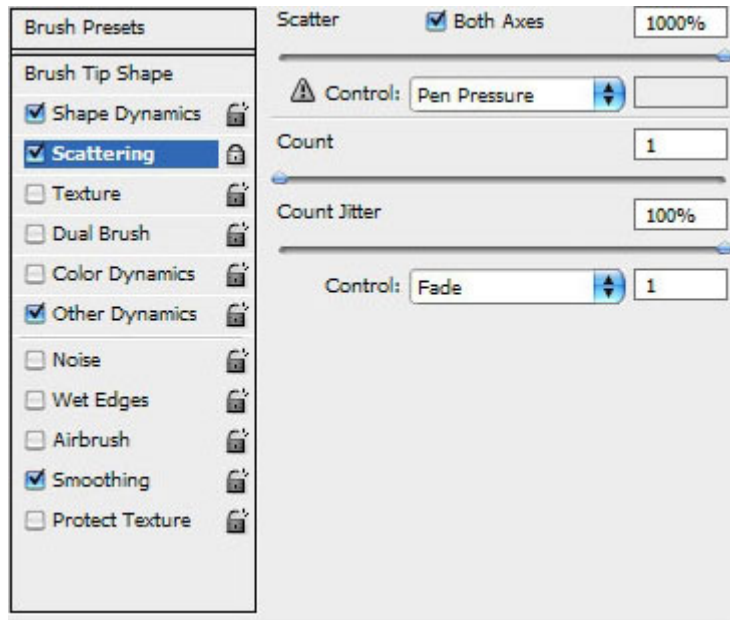 Brush Presets
Brush Tip Shape
Shape Dynamics
Scattering
Texture
Dual Brush
Color Dynamics
Other Dynamics
Noise
Wet Edges
Airbrush
Smoothing
Protect Texture
Scatter Both Axes 1000%
Control: Pen Pressure
Count 1
Count Jitter 100%
Control: Fade 1